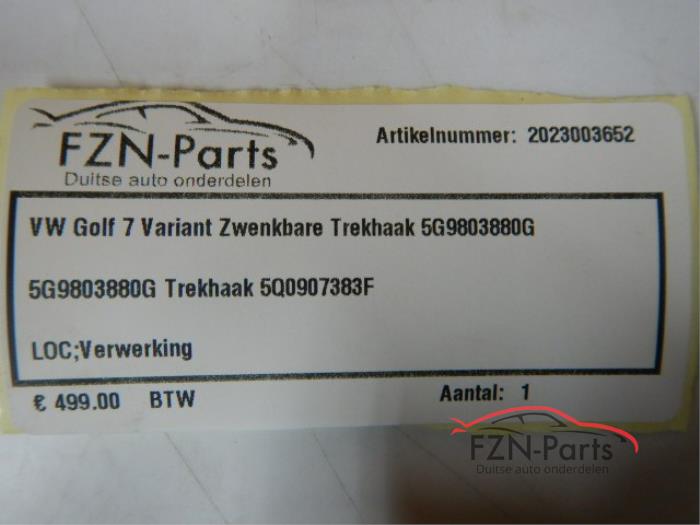 FZN-Parts
Duitse auto onderdelen
Artikelnummer: 2023003652
VW Golf 7 Variant Zwenkbare Trekhaak 5G9803880G
5G9803880G Trekhaak 5Q0907383F
LOC;Verwerking
€ 499.00 BTW
Aantal: 1
FZN-Parts
Duitse auto onderdelen